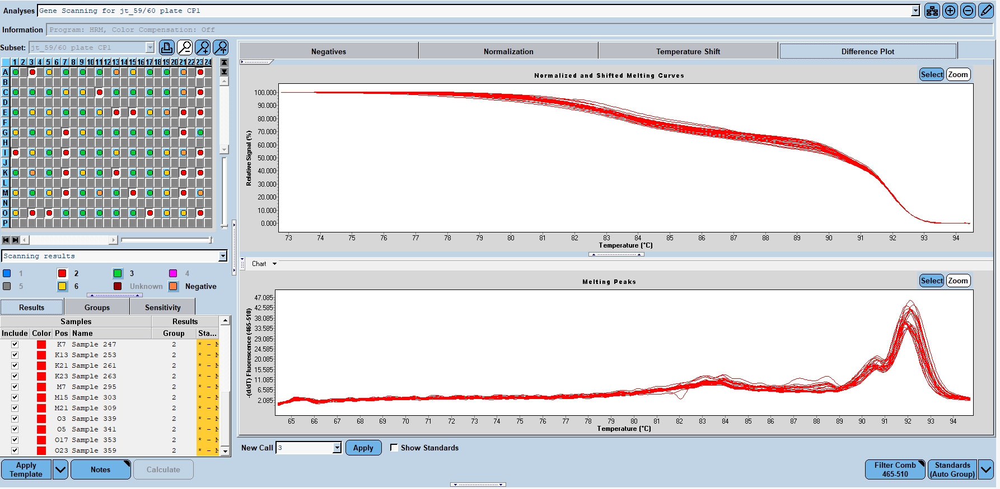 Analyses Gene Scanning for jt_59/60 plate CP1
Information Program: HRM, Color Compensation: Off
Subset: jt_59/60 plate CP1
1 2 3 4 5 6 7 8 9 10 11 12 13 14 15 16 17 18 19 20 21 22 23 24
A
B
C
D
E
F
G
H
I
J
K
L
M
N
O
P
Scanning results
1 2 3 4
5 6 Unknown Negative
Results Groups Sensitivity
Samples Results
Include Color Pos Name Group Sta...
K7 Sample 247 2 * -
K13 Sample 253 2 * -
K21 Sample 261 2 * -
K23 Sample 263 2 * -
M7 Sample 295 2 * -
M15 Sample 303 2 * -
M21 Sample 309 2 * -
O3 Sample 339 2 * -
O5 Sample 341 2 * -
O17 Sample 353 2 * -
O23 Sample 359 2 * -
Apply Template
Notes
Calculate
Negatives Normalization Temperature Shift Difference Plot
Normalized and Shifted Melting Curves
Select Zoom
Relative Signal (%)
100.000
90.000
80.000
70.000
60.000
50.000
40.000
30.000
20.000
10.000
0.000
73 74 75 76 77 78 79 80 81 82 83 84 85 86 87 88 89 90 91 92 93 94
Temperature (°C)
Chart
Melting Peaks
Select Zoom
-(d/dT) Fluorescence (465-510)
47.085
42.585
38.085
33.585
29.085
24.585
20.085
15.585
11.085
6.585
2.085
65 66 67 68 69 70 71 72 73 74 75 76 77 78 79 80 81 82 83 84 85 86 87 88 89 90 91 92 93 94
Temperature (°C)
New Call 3 Apply Show Standards
Filter Comb
465-510
Standards
(Auto Group)